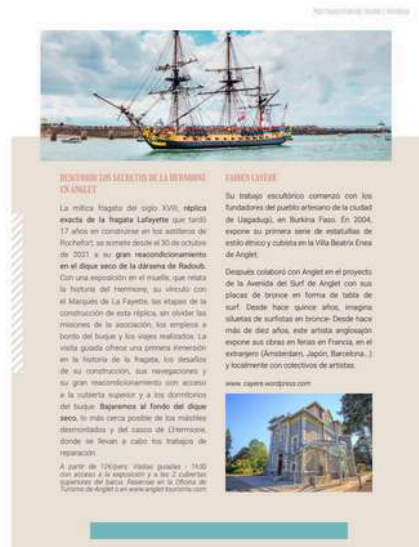 DESCUBRIR LOS SECRETOS DE LA HERMIONE
EN ANGLET
La mítica fragata del siglo XVIII, réplica
exacta de la fragata Lafayette que tardó
17 años en construirse en los astilleros de
Rochefort, se somete desde el 30 de octubre
de 2021 a su gran reacondicionamiento
en el dique seco de la dársena de Radoub.
Con una exposición en el muelle, que relata
la historia del Hermione, su vínculo con
el Marqués de La Fayette, las etapas de la
construcción de esta réplica, sin olvidar las
misiones de la asociación, los empleos a
bordo del buque y los viajes realizados. La
visita guiada ofrece una primera inmersión
en la historia de la fragata, los desafíos
de su construcción, sus navegaciones y
su gran reacondicionamiento con acceso
a la cubierta superior y a los dormitorios
del buque. Bajaremos al fondo del dique
seco, lo más cerca posible de los mástiles
desmontados y del casco de L'Hermione,
donde se llevan a cabo los trabajos de
reparación.
A partir de 12€/pers. Visitas guiadas - 1h30
con acceso a la exposición y a las 2 cubiertas
superiores del barco. Reservas en la Oficina de
Turismo de Anglet o en www.anglet-tourisme.com
FABIEN CAYÉRÉ
Su trabajo escultórico comenzó con los
fundadores del pueblo artesano de la ciudad
de Uagadugú, en Burkina Faso. En 2004,
expone su primera serie de estatuillas de
estilo étnico y cubista en la Villa Beatrix Enea
de Anglet.
Después colaboró con Anglet en el proyecto
de la Avenida del Surf de Anglet con sus
placas de bronce en forma de tabla de
surf. Desde hace quince años, imagina
siluetas de surfistas en bronce. Desde hace
más de diez años, este artista anglosajón
expone sus obras en ferias en Francia, en el
extranjero (Ámsterdam, Japón, Barcelona...)
y localmente con colectivos de artistas.
www.cayere.wordpress.com